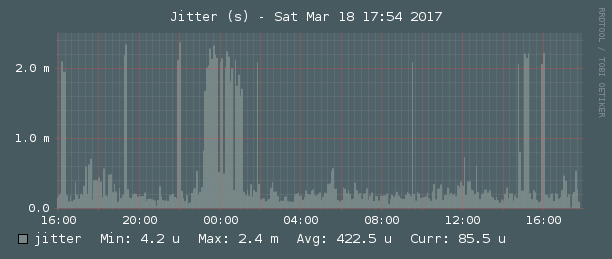 Jitter (s) - Sat Mar 18 17:54 2017
RRDTOOL / TOBI OETIKER
2.0 m
1.0 m
0.0
16:00 20:00 00:00 04:00 08:00 12:00 16:00
jitter Min: 4.2 u Max: 2.4 m Avg: 422.5 u Curr: 85.5 u